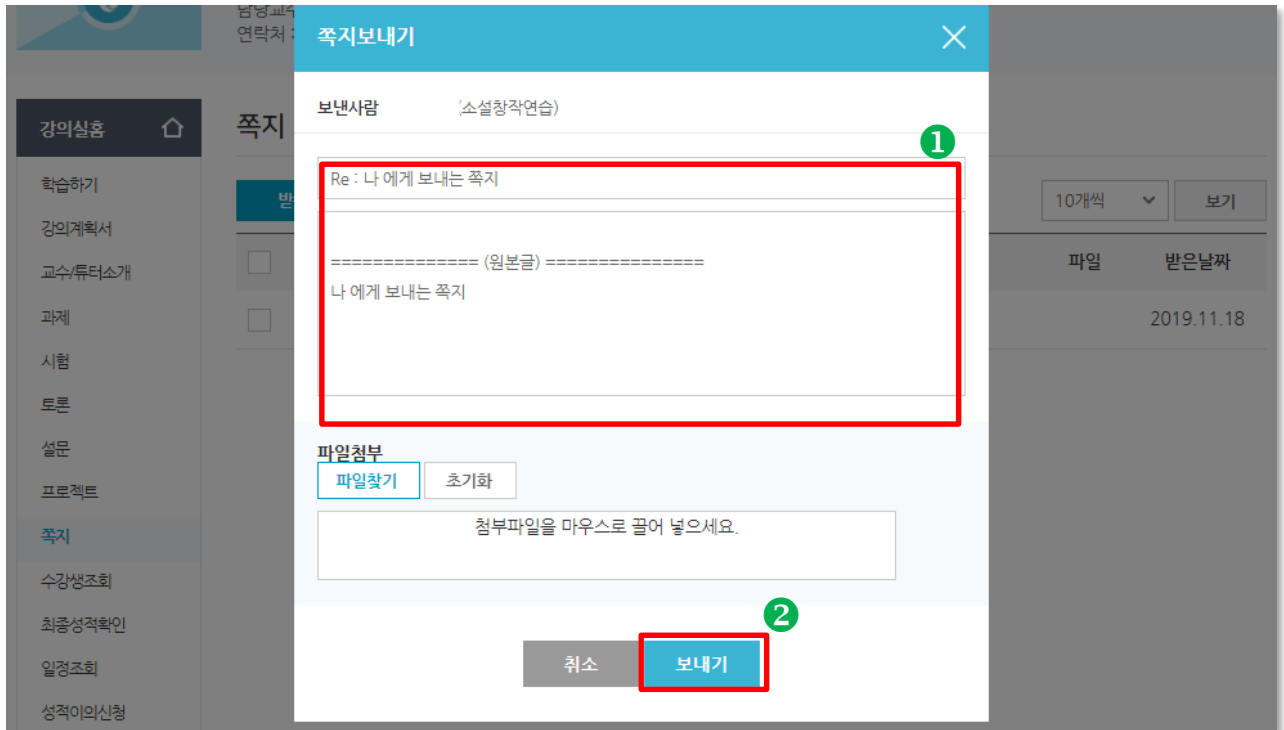 담당교수
연락처 :
쪽지보내기
보낸사람 (소설창작연습)
강의실홈
쪽지
❶
Re : 나 에게 보내는 쪽지
학습하기
받
10개씩 보기
강의계획서
============== (원본글) ===============
파일 받은날짜
교수/튜터소개
나 에게 보내는 쪽지
과제
2019.11.18
시험
토론
설문
파일첨부
파일찾기 초기화
프로젝트
첨부파일을 마우스로 끌어 넣으세요.
쪽지
수강생조회
❷
최종성적확인
취소 보내기
일정조회
성적이의신청